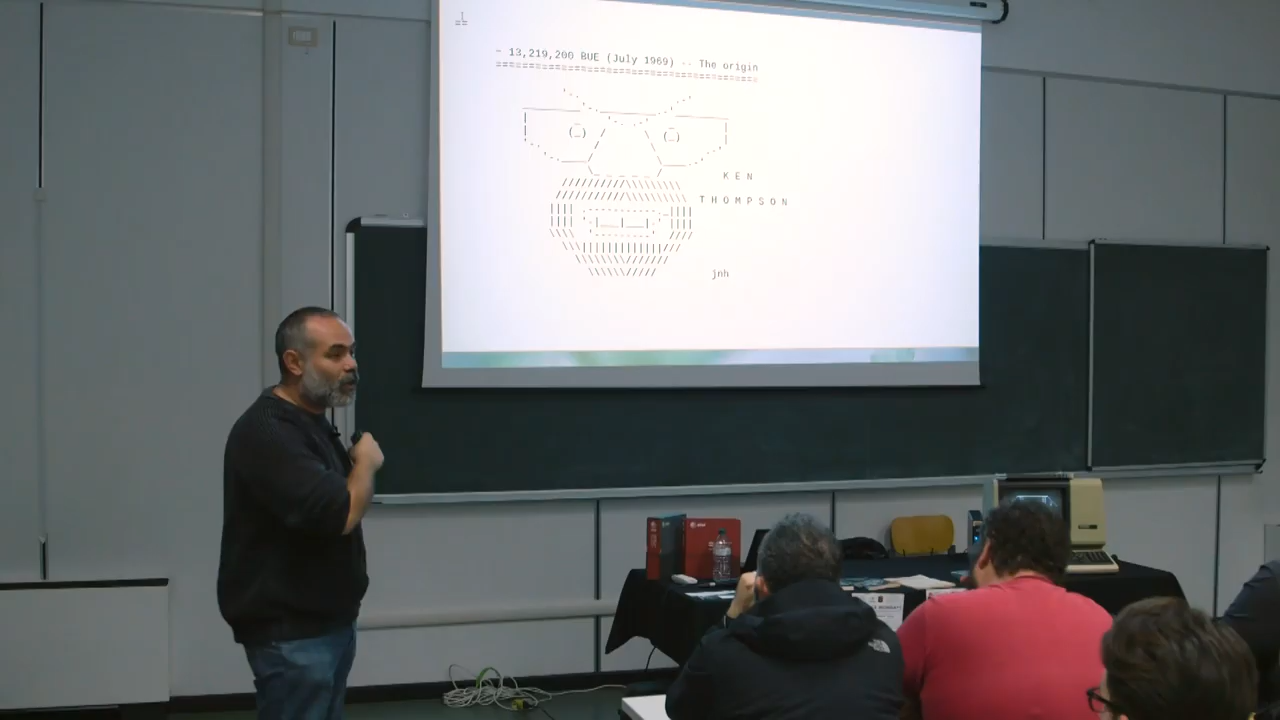 ~ 13,219,200 BUE (July 1969) -- The origin
K E N
T H O M P S O N
jnh